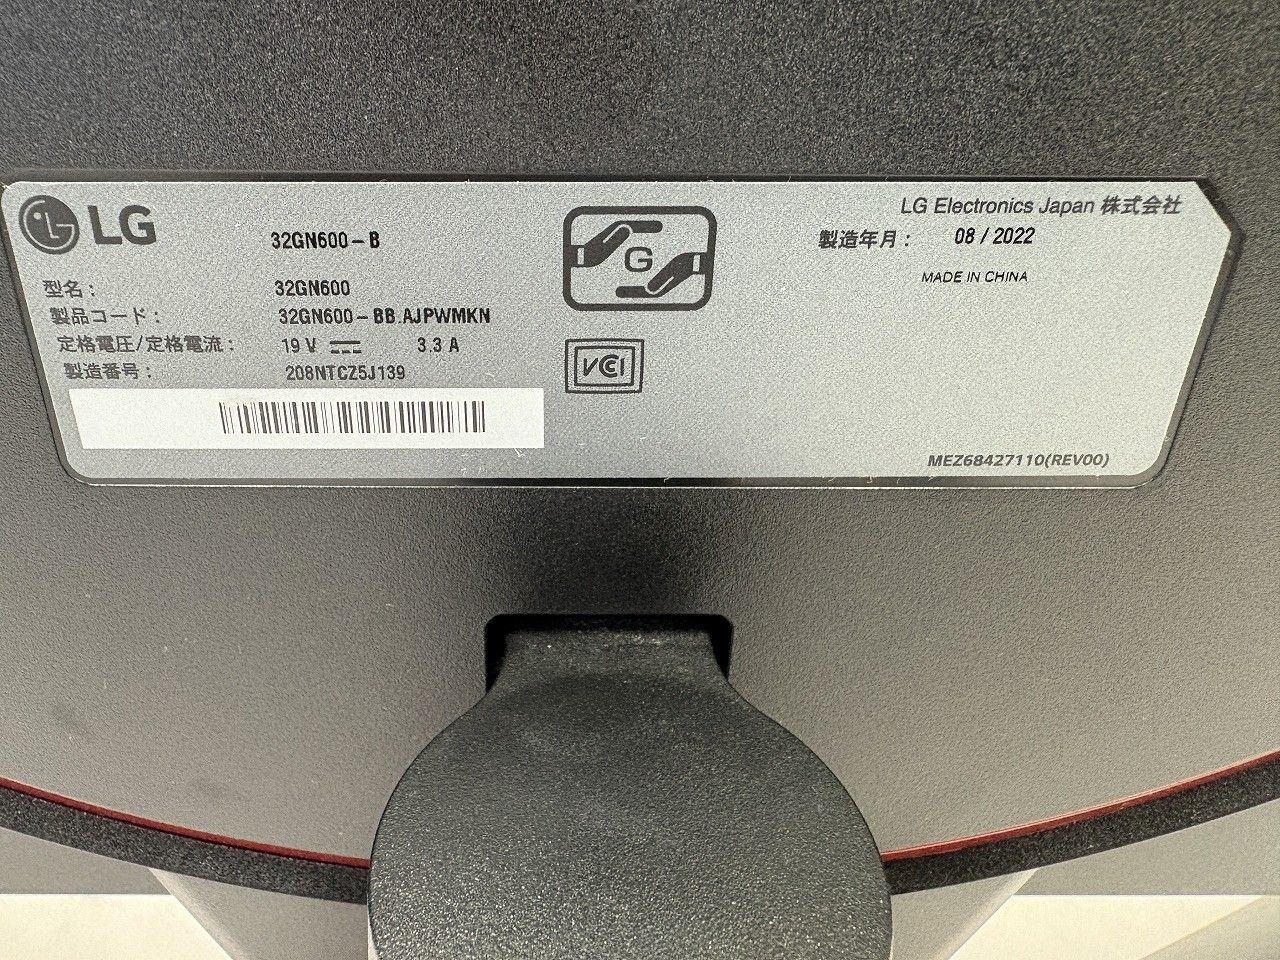 LG
32GN600-B
型名： 32GN600
製品コード： 32GN600-BB.AJPWMKN
定格電圧/定格電流： 19 V 3.3 A
製造番号： 208NTCZ5J139
G
VCCI
LG Electronics Japan 株式会社
製造年月： 08 / 2022
MADE IN CHINA
MEZ68427110(REV00)